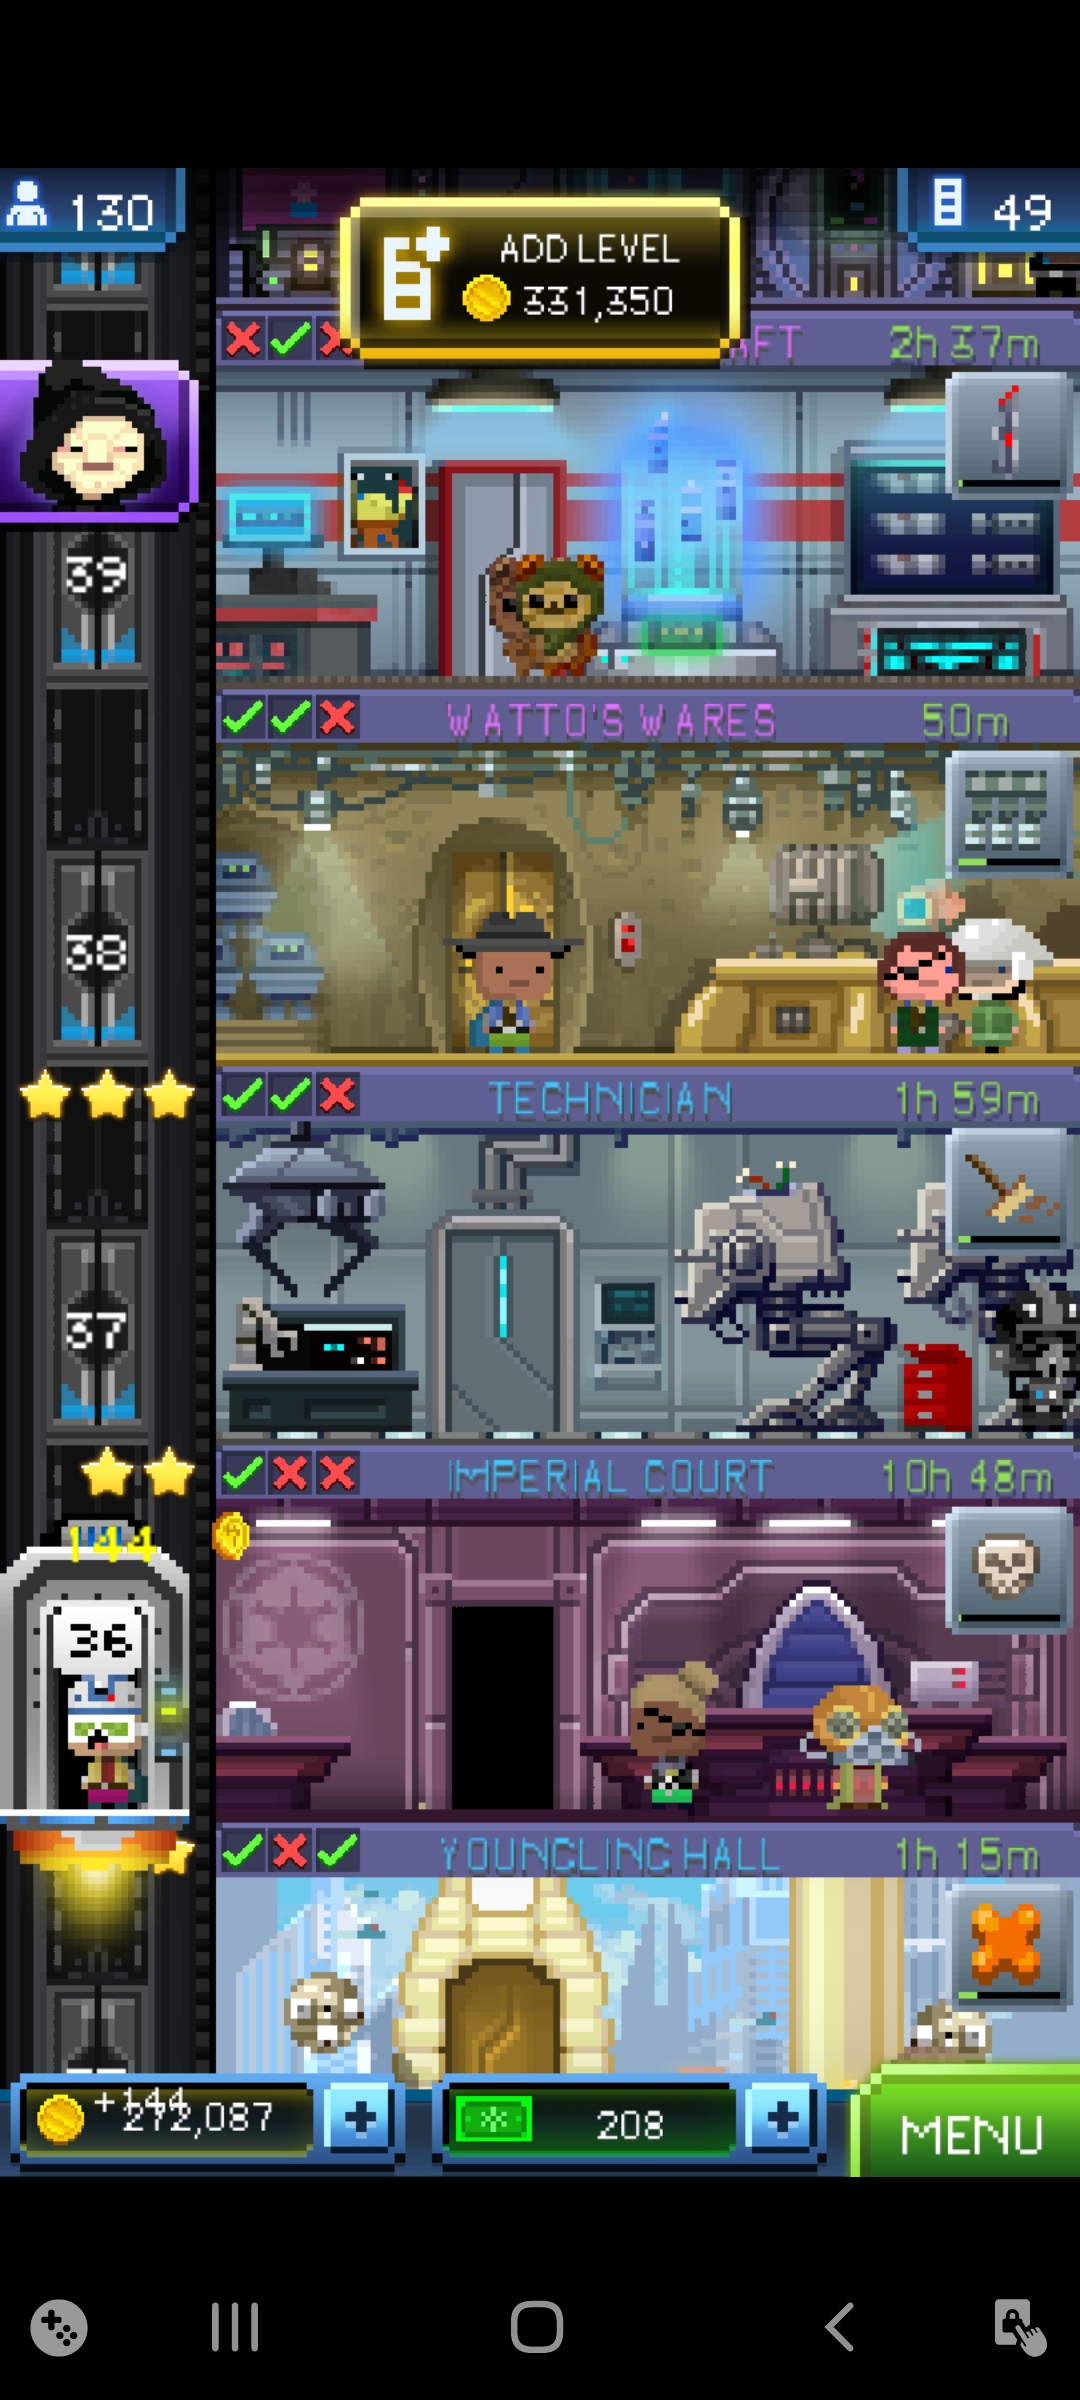 130
49
ADD LEVEL
331,350
AFT 2h 37m
39
WATTO'S WARES 50m
38
TECHNICIAN 1h 59m
37
IMPERIAL COURT 10h 48m
144
36
YOUNGLING HALL 1h 15m
+144
272,087
208
MENU